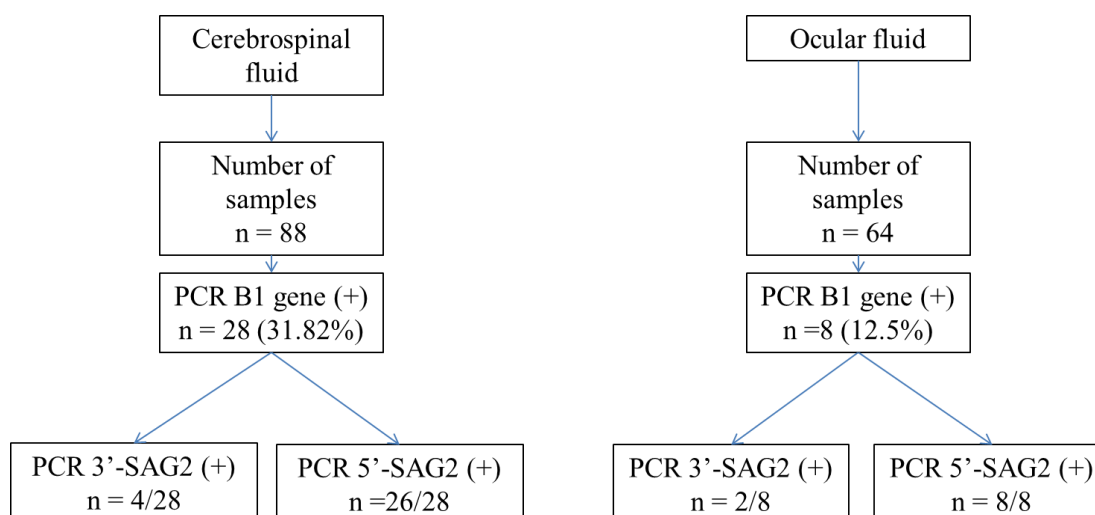 Cerebrospinal
fluid
Number of
samples
n = 88
PCR B1 gene (+)
n = 28 (31.82%)
PCR 3’-SAG2 (+)
n = 4/28
PCR 5’-SAG2 (+)
n =26/28
Ocular fluid
Number of
samples
n = 64
PCR B1 gene (+)
n =8 (12.5%)
PCR 3’-SAG2 (+)
n = 2/8
PCR 5’-SAG2 (+)
n = 8/8